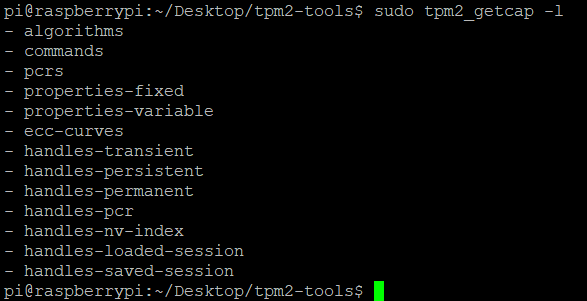 pi@raspberrypi:~/Desktop/tpm2-tools$ sudo tpm2_getcap -l
- algorithms
- commands
- pcrs
- properties-fixed
- properties-variable
- ecc-curves
- handles-transient
- handles-persistent
- handles-permanent
- handles-pcr
- handles-nv-index
- handles-loaded-session
- handles-saved-session
pi@raspberrypi:~/Desktop/tpm2-tools$